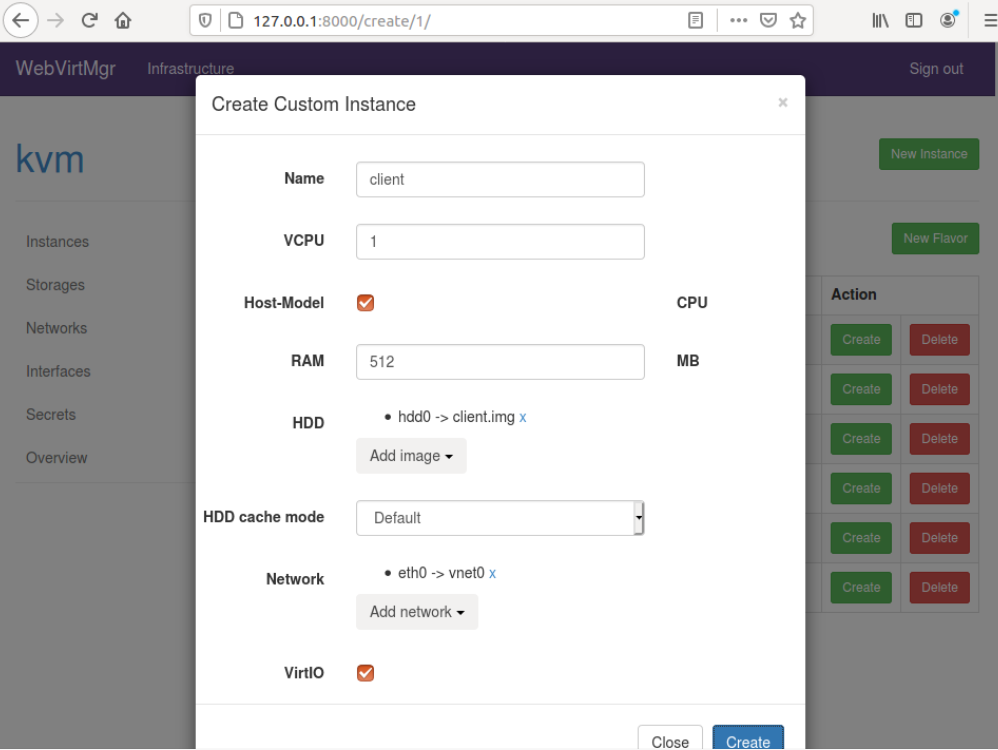 127.0.0.1:8000/create/1/
WebVirtMgr Infrastructure Sign out
Create Custom Instance ×
kvm
New Instance
Name client
VCPU 1
Instances
New Flavor
Storages
Host-Model CPU
Action
Networks
Create Delete
RAM 512 MB
Interfaces
Create Delete
Secrets
HDD • hdd0 -> client.img x
Create Delete
Overview
Add image
Create Delete
HDD cache mode Default
Create Delete
Network • eth0 -> vnet0 x
Create Delete
Add network
VirtIO
Close Create